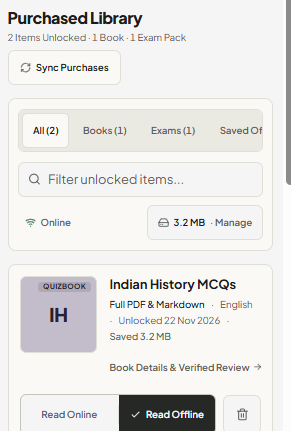 Purchased Library
2 Items Unlocked · 1 Book · 1 Exam Pack
Sync Purchases
All (2) Books (1) Exams (1) Saved Of
Filter unlocked items...
Online 3.2 MB · Manage
QUIZBOOK
IH
Indian History MCQs
Full PDF & Markdown · English
· Unlocked 22 Nov 2026 ·
Saved 3.2 MB
Book Details & Verified Review →
Read Online ✓ Read Offline